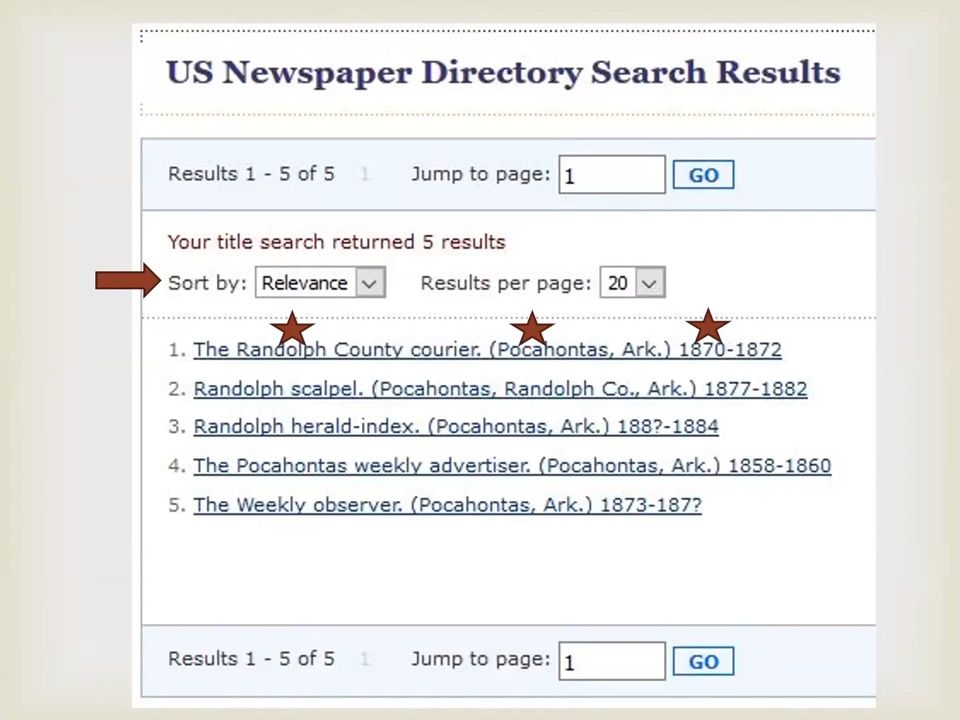 US Newspaper Directory Search Results
Results 1 - 5 of 5 1 Jump to page: 1 GO
Your title search returned 5 results
Sort by: Relevance Results per page: 20
1. The Randolph County courier. (Pocahontas, Ark.) 1870-1872
2. Randolph scalpel. (Pocahontas, Randolph Co., Ark.) 1877-1882
3. Randolph herald-index. (Pocahontas, Ark.) 188?-1884
4. The Pocahontas weekly advertiser. (Pocahontas, Ark.) 1858-1860
5. The Weekly observer. (Pocahontas, Ark.) 1873-187?
Results 1 - 5 of 5 1 Jump to page: 1 GO